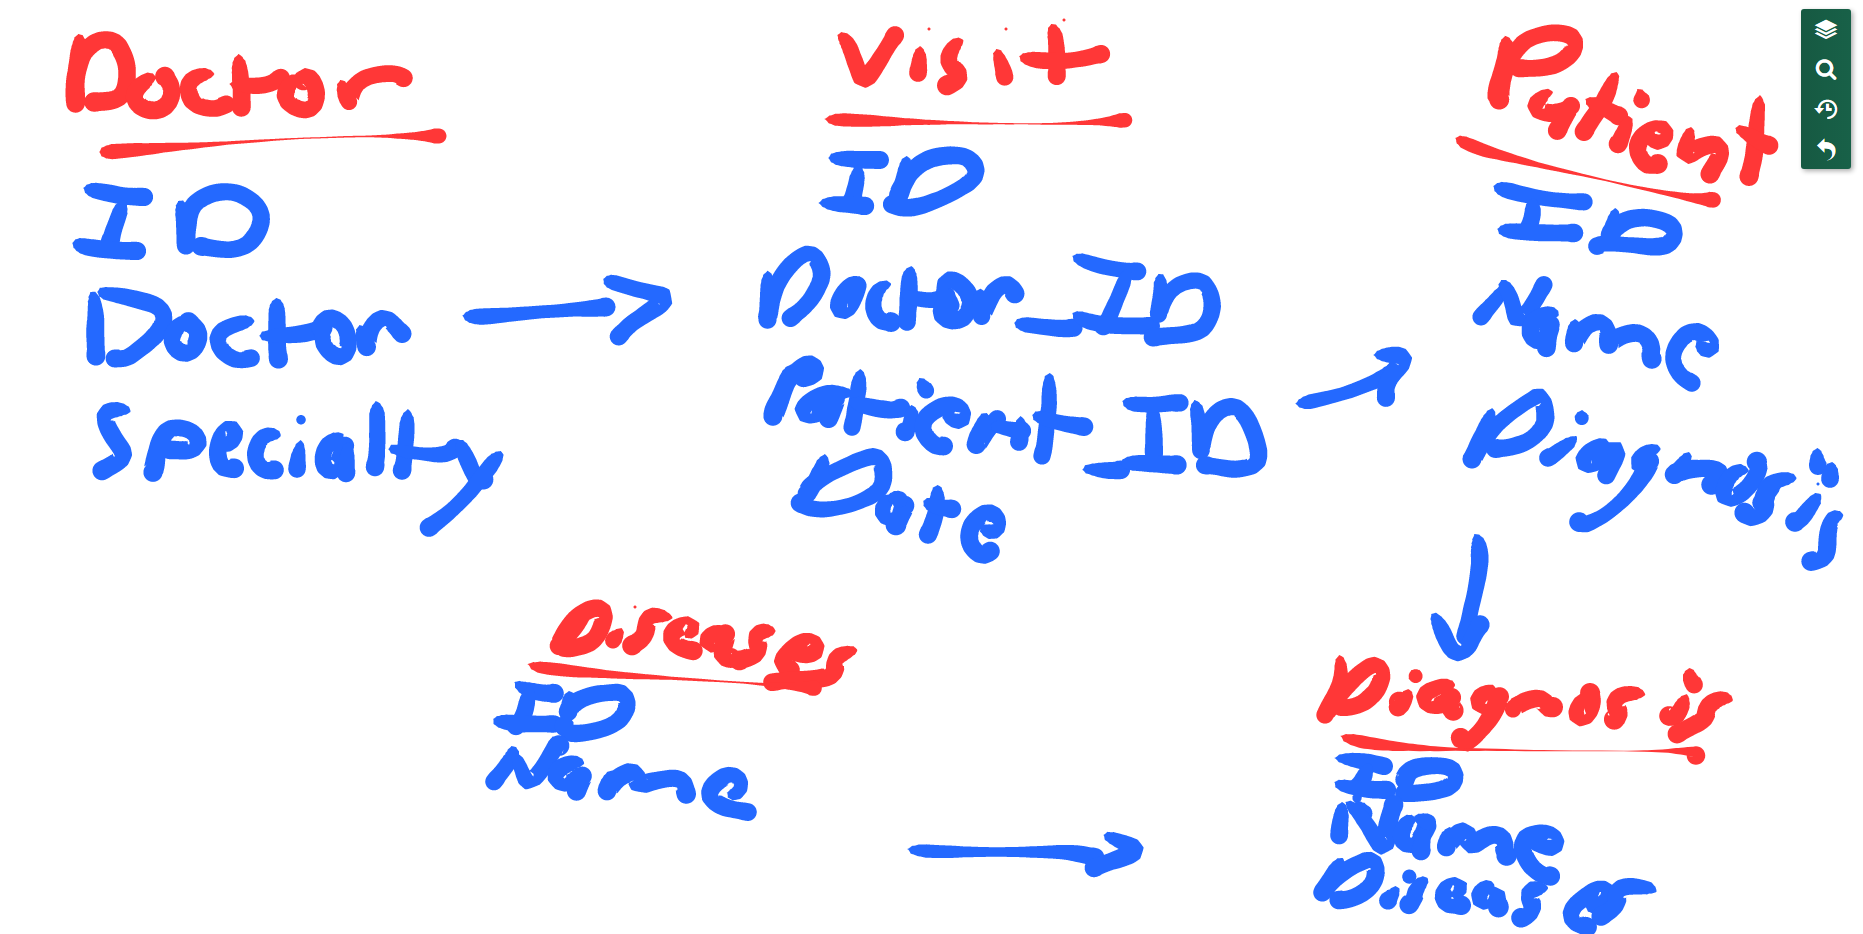 Doctor
ID
Doctor
Specialty
Visit
ID
Doctor_ID
Patient_ID
Date
Patient
ID
Name
Diagnosis
Diseases
ID
Name
Diagnosis
ID
Name
Diseases